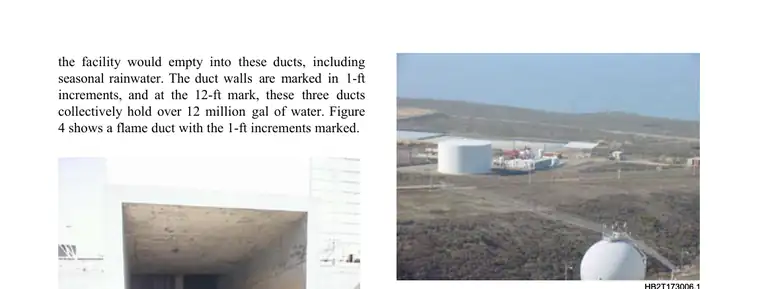 the facility would empty into these ducts, including
seasonal rainwater. The duct walls are marked in 1-ft
increments, and at the 12-ft mark, these three ducts
collectively hold over 12 million gal of water. Figure
4 shows a flame duct with the 1-ft increments marked.
HB2T173006.1